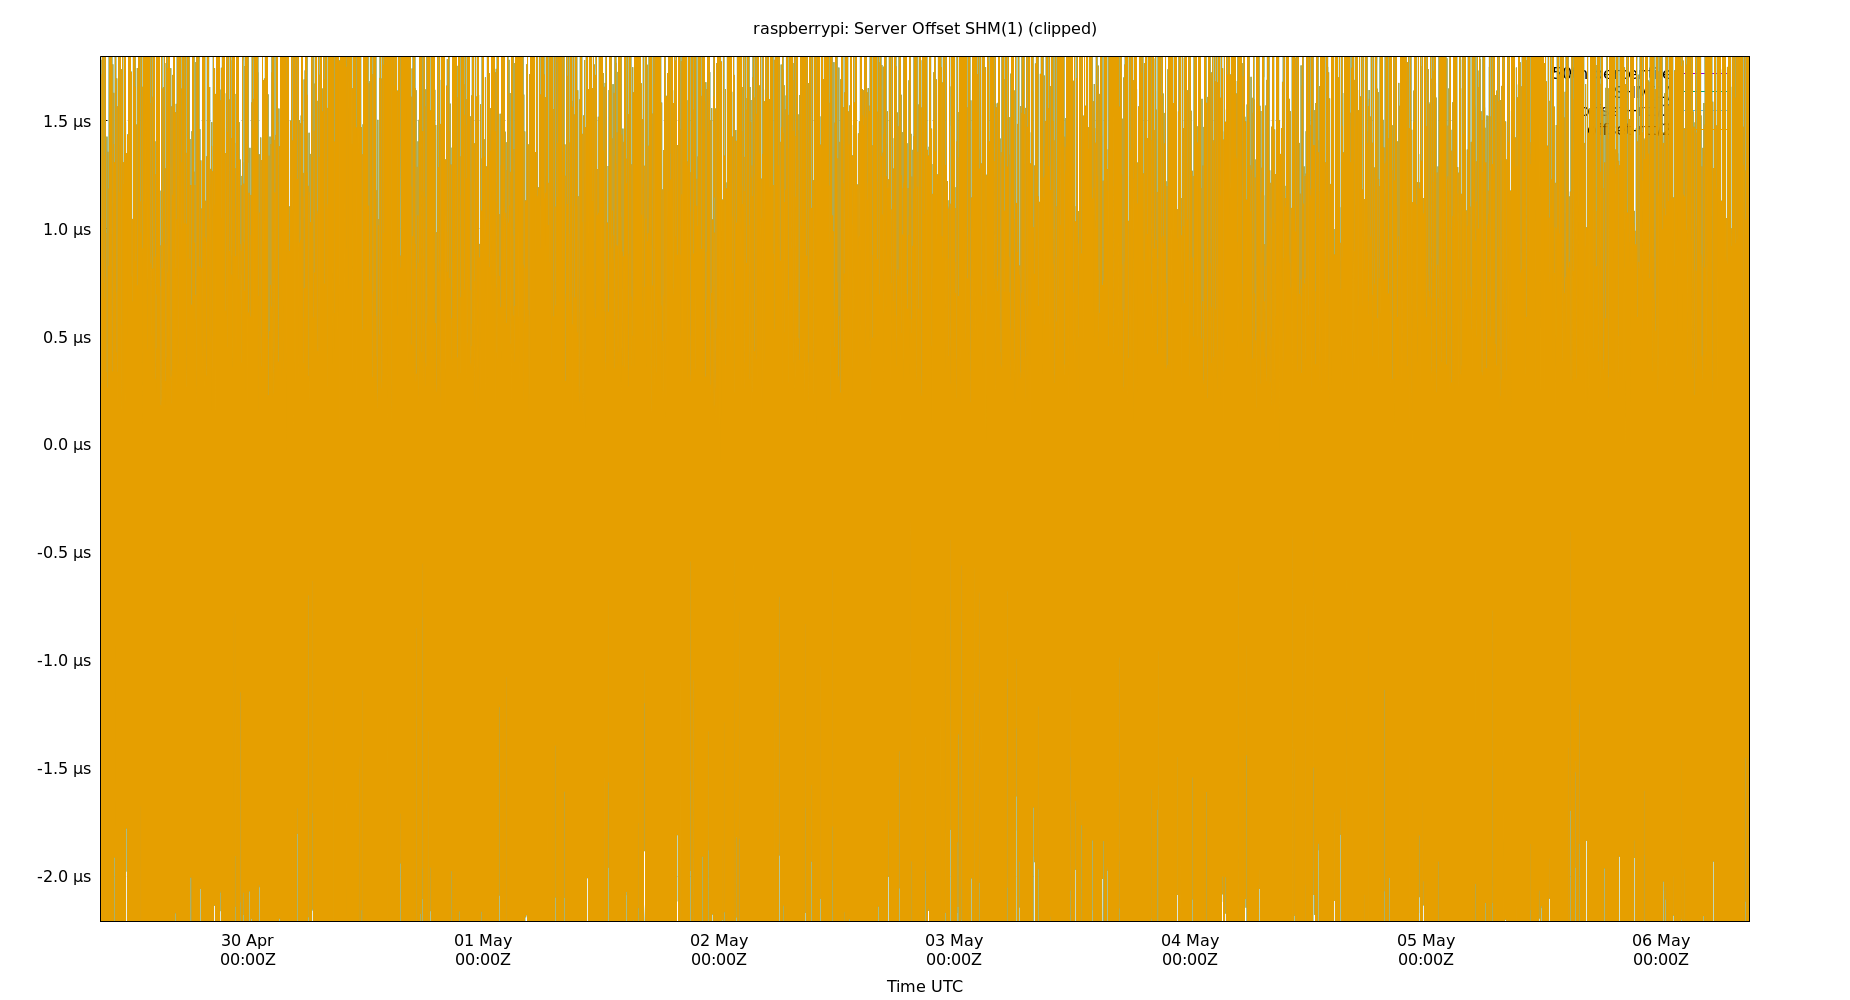 raspberrypi: Server Offset SHM(1) (clipped)
1.5 µs
1.0 µs
0.5 µs
0.0 µs
-0.5 µs
-1.0 µs
-1.5 µs
-2.0 µs
30 Apr 01 May 02 May 03 May 04 May 05 May 06 May
00:00Z 00:00Z 00:00Z 00:00Z 00:00Z 00:00Z 00:00Z
Time UTC